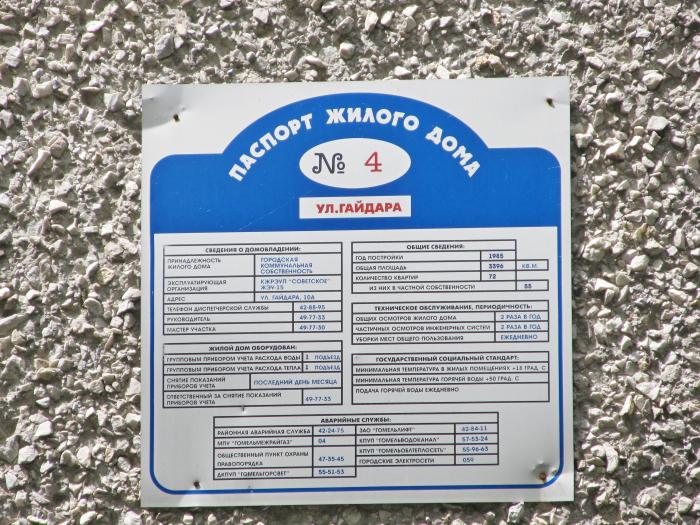 ПАСПОРТ ЖИЛОГО ДОМА
№ 4
УЛ.ГАЙДАРА
СВЕДЕНИЯ О ДОМОВЛАДЕНИИ:
ПРИНАДЛЕЖНОСТЬ ЖИЛОГО ДОМА ГОРОДСКАЯ КОММУНАЛЬНАЯ СОБСТВЕННОСТЬ
ЭКСПЛУАТИРУЮЩАЯ ОРГАНИЗАЦИЯ КЖРЭУП "СОВЕТСКОЕ" ЖЭУ-15
АДРЕС УЛ. ГАЙДАРА, 10А
ТЕЛЕФОН ДИСПЕТЧЕРСКОЙ СЛУЖБЫ 42-88-95
РУКОВОДИТЕЛЬ 49-77-33
МАСТЕР УЧАСТКА 49-77-30
ЖИЛОЙ ДОМ ОБОРУДОВАН:
ГРУППОВЫМ ПРИБОРОМ УЧЕТА РАСХОДА ВОДЫ 1 ПОДЪЕЗД
ГРУППОВЫМ ПРИБОРОМ УЧЕТА РАСХОДА ТЕПЛА 1 ПОДЪЕЗД
СНЯТИЕ ПОКАЗАНИЙ ПРИБОРОВ УЧЕТА ПОСЛЕДНИЙ ДЕНЬ МЕСЯЦА
ОТВЕТСТВЕННЫЙ ЗА СНЯТИЕ ПОКАЗАНИЙ ПРИБОРОВ УЧЕТА 49-77-33
ОБЩИЕ СВЕДЕНИЯ:
ГОД ПОСТРОЙКИ 1985
ОБЩАЯ ПЛОЩАДЬ 3396 КВ.М.
КОЛИЧЕСТВО КВАРТИР 72
ИЗ НИХ В ЧАСТНОЙ СОБСТВЕННОСТИ 55
ТЕХНИЧЕСКОЕ ОБСЛУЖИВАНИЕ, ПЕРИОДИЧНОСТЬ:
ОБЩИХ ОСМОТРОВ ЖИЛОГО ДОМА 2 РАЗА В ГОД
ЧАСТИЧНЫХ ОСМОТРОВ ИНЖЕНЕРНЫХ СИСТЕМ 2 РАЗА В ГОД
УБОРКИ МЕСТ ОБЩЕГО ПОЛЬЗОВАНИЯ ЕЖЕДНЕВНО
ГОСУДАРСТВЕННЫЙ СОЦИАЛЬНЫЙ СТАНДАРТ:
МИНИМАЛЬНАЯ ТЕМПЕРАТУРА В ЖИЛЫХ ПОМЕЩЕНИЯХ +18 ГРАД. С
МИНИМАЛЬНАЯ ТЕМПЕРАТУРА ГОРЯЧЕЙ ВОДЫ +50 ГРАД. С
ПОДАЧА ГОРЯЧЕЙ ВОДЫ ЕЖЕДНЕВНО
АВАРИЙНЫЕ СЛУЖБЫ:
РАЙОННАЯ АВАРИЙНАЯ СЛУЖБА 42-24-75
МПУ "ГОМЕЛЬМЕЖРАЙГАЗ" 04
ОБЩЕСТВЕННЫЙ ПУНКТ ОХРАНЫ ПРАВОПОРЯДКА 47-35-45
ДКПУП "ГОМЕЛЬГОРСВЕТ" 55-51-53
ЗАО "ГОМЕЛЬЛИФТ" 42-84-11
КПУП "ГОМЕЛЬВОДОКАНАЛ" 57-53-24
КПУП "ГОМЕЛЬОБЛТЕПЛОСЕТЬ" 55-96-63
ГОРОДСКИЕ ЭЛЕКТРОСЕТИ 059